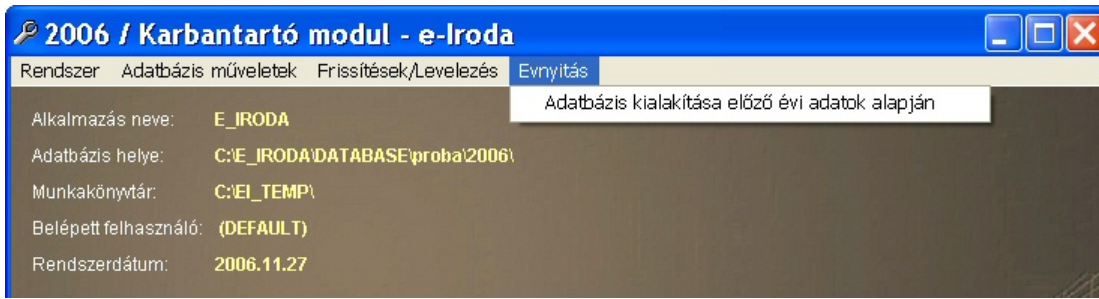 2006 / Karbantartó modul - e-Iroda
Rendszer Adatbázis műveletek Frissítések/Levelezés Evnyitás
Adatbázis kialakítása előző évi adatok alapján
Alkalmazás neve: E_IRODA
Adatbázis helye: C:\E_IRODA\DATABASE\proba\2006\
Munkakönyvtár: C:\EI_TEMP\
Belépett felhasználó: (DEFAULT)
Rendszerdátum: 2006.11.27